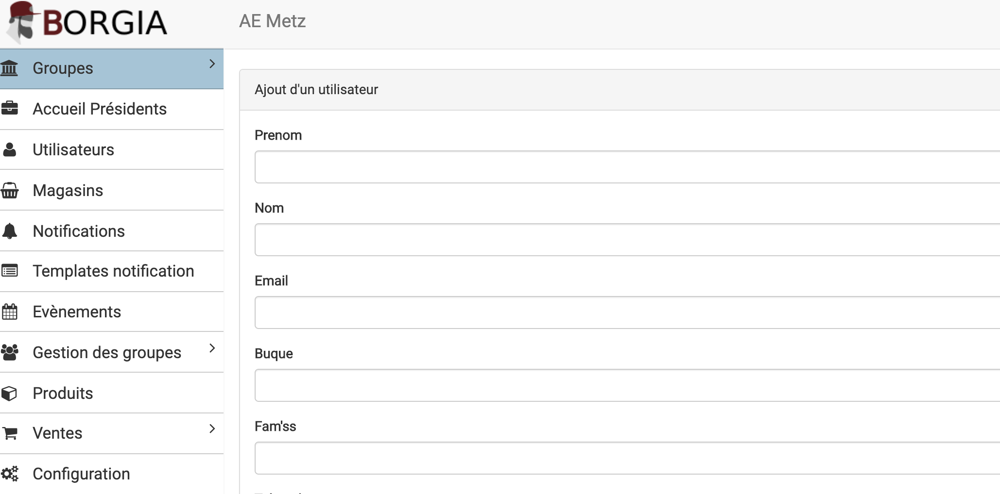 BORGIA
AE Metz
Groupes
Accueil Présidents
Utilisateurs
Magasins
Notifications
Templates notification
Evènements
Gestion des groupes
Produits
Ventes
Configuration
Ajout d'un utilisateur
Prenom
Nom
Email
Buque
Fam'ss